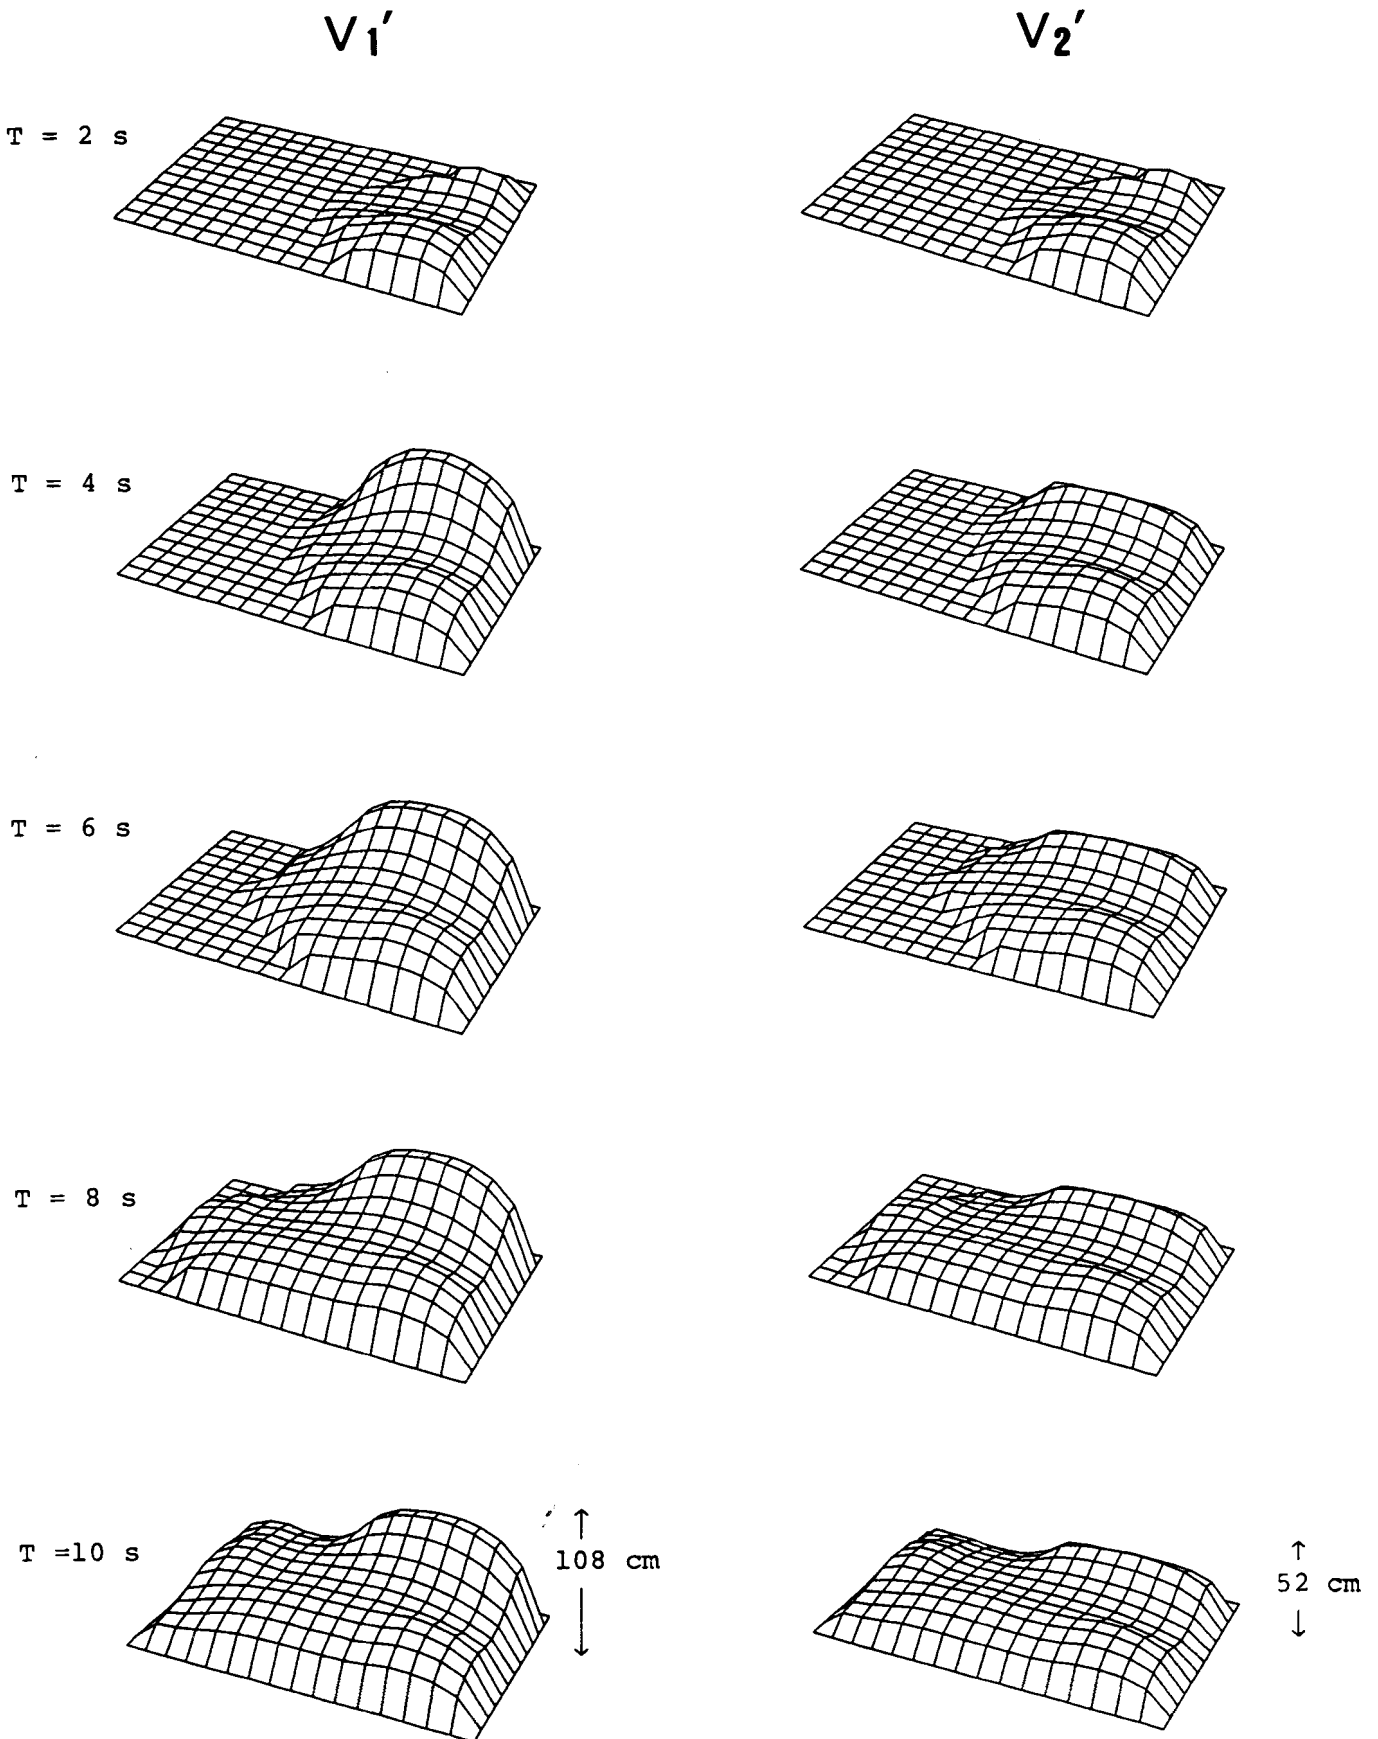 V₁′ V₂′
T = 2 s
T = 4 s
T = 6 s
T = 8 s
T =10 s
↑
108 cm
↓
↑
52 cm
↓